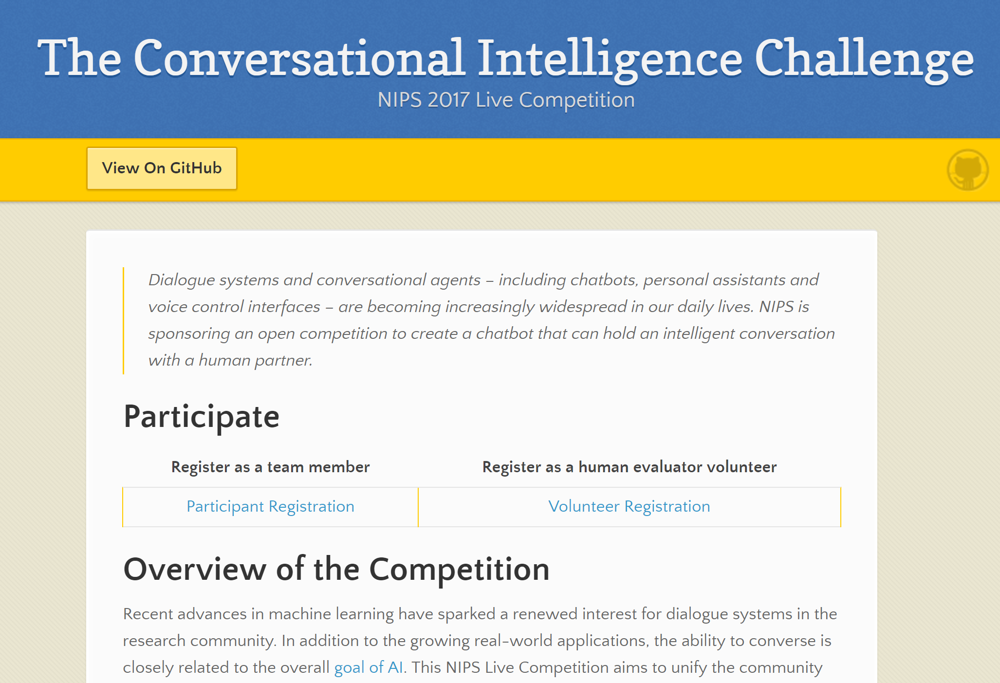 The Conversational Intelligence Challenge
NIPS 2017 Live Competition
View On GitHub
Dialogue systems and conversational agents – including chatbots, personal assistants and
voice control interfaces – are becoming increasingly widespread in our daily lives. NIPS is
sponsoring an open competition to create a chatbot that can hold an intelligent conversation
with a human partner.
Participate
Register as a team member
Register as a human evaluator volunteer
Participant Registration
Volunteer Registration
Overview of the Competition
Recent advances in machine learning have sparked a renewed interest for dialogue systems in the
research community. In addition to the growing real-world applications, the ability to converse is
closely related to the overall goal of AI. This NIPS Live Competition aims to unify the community